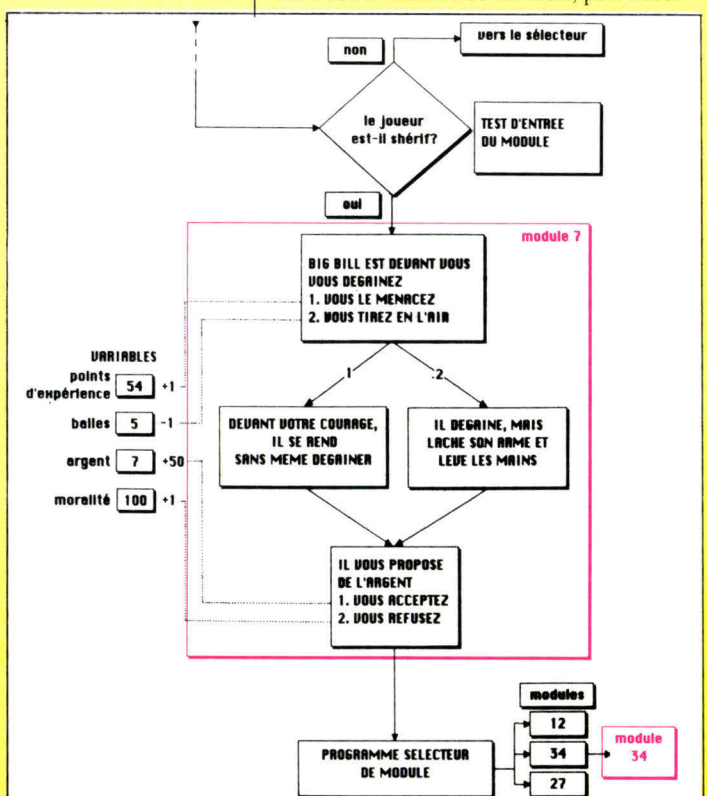 non
vers le sélecteur
le joueur
est-il shérif?
TEST D'ENTREE
DU MODULE
oui
module 7
BIG BILL EST DEVANT VOUS
VOUS DEGAINEZ
1. VOUS LE MENACEZ
2. VOUS TIREZ EN L'AIR
VARIABLES
points
d'expérience 54 +1
balles 5 -1
argent 7 +50
moralité 100 +1
1
.2
DEVANT VOTRE COURAGE,
IL SE REND
SANS MEME DEGAINER
IL DEGAINE, MAIS
LACHE SON ARME ET
LEVE LES MAINS
IL VOUS PROPOSE
DE L'ARGENT
1. VOUS ACCEPTEZ
2. VOUS REFUSEZ
PROGRAMME SELECTEUR
DE MODULE
modules
12
34
27
module
34